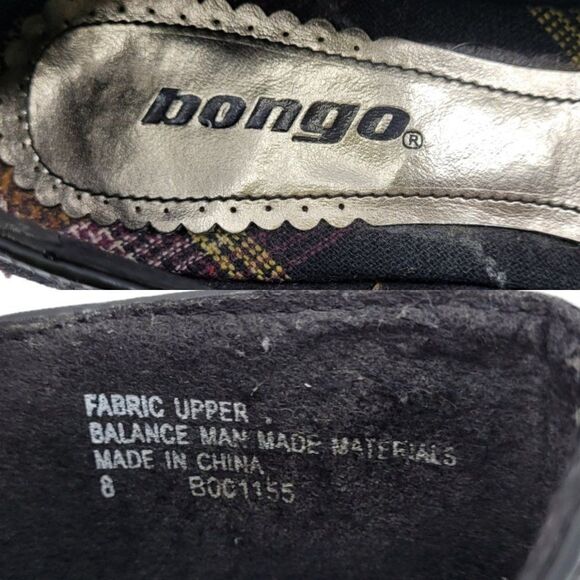 bongo®
FABRIC UPPER
BALANCE MAN MADE MATERIALS
MADE IN CHINA
8 BOC1155